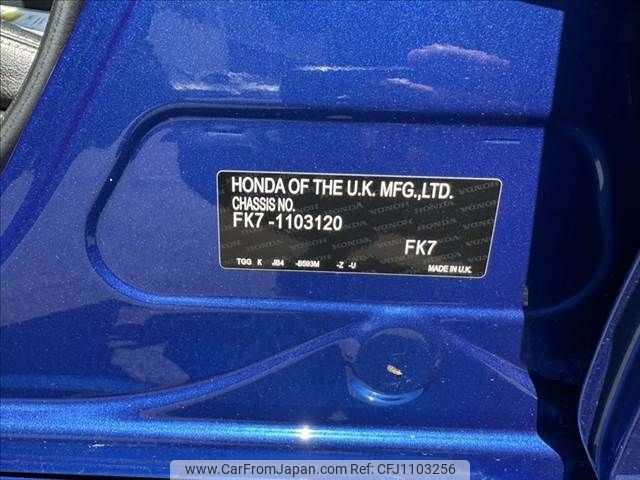 HONDA OF THE U.K. MFG.,LTD.
CHASSIS NO.
FK7 -1103120
FK7
TGG K JB4 -B593M -Z -U
MADE IN U.K.
www.CarFromJapan.com | Ref: CFJ1103256